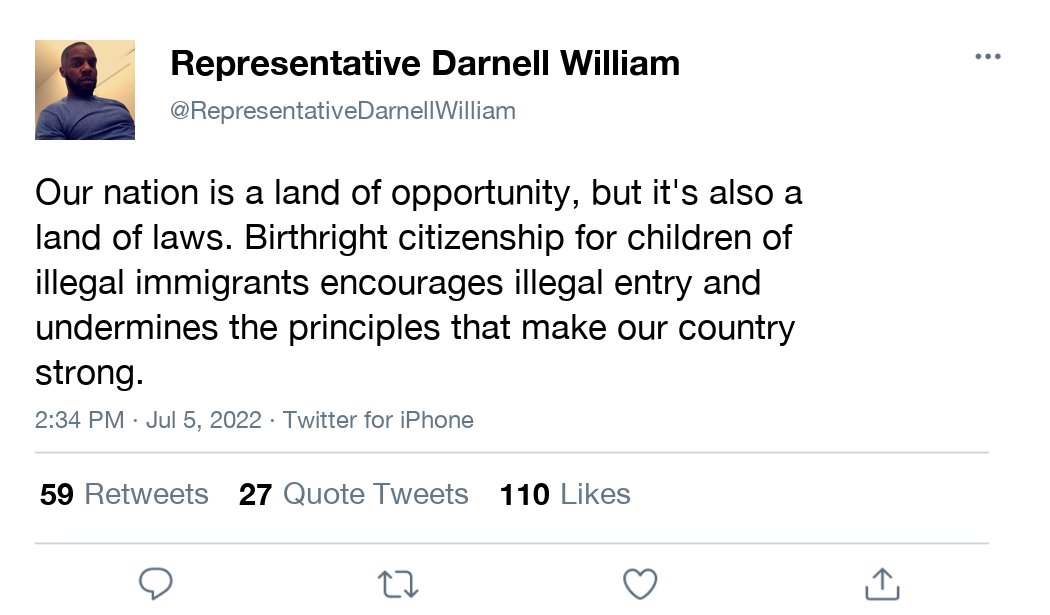 Representative Darnell William
@RepresentativeDarnellWilliam
Our nation is a land of opportunity, but it's also a
land of laws. Birthright citizenship for children of
illegal immigrants encourages illegal entry and
undermines the principles that make our country
strong.
2:34 PM · Jul 5, 2022 · Twitter for iPhone
59 Retweets 27 Quote Tweets 110 Likes